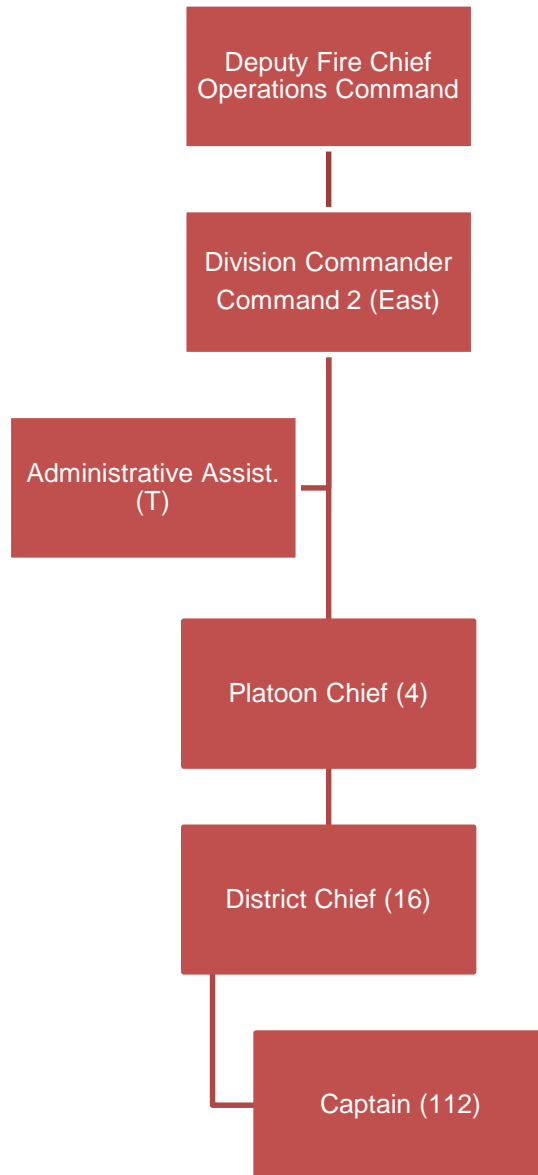 Deputy Fire Chief
Operations Command
Division Commander
Command 2 (East)
Administrative Assist.
(T)
Platoon Chief (4)
District Chief (16)
Captain (112)